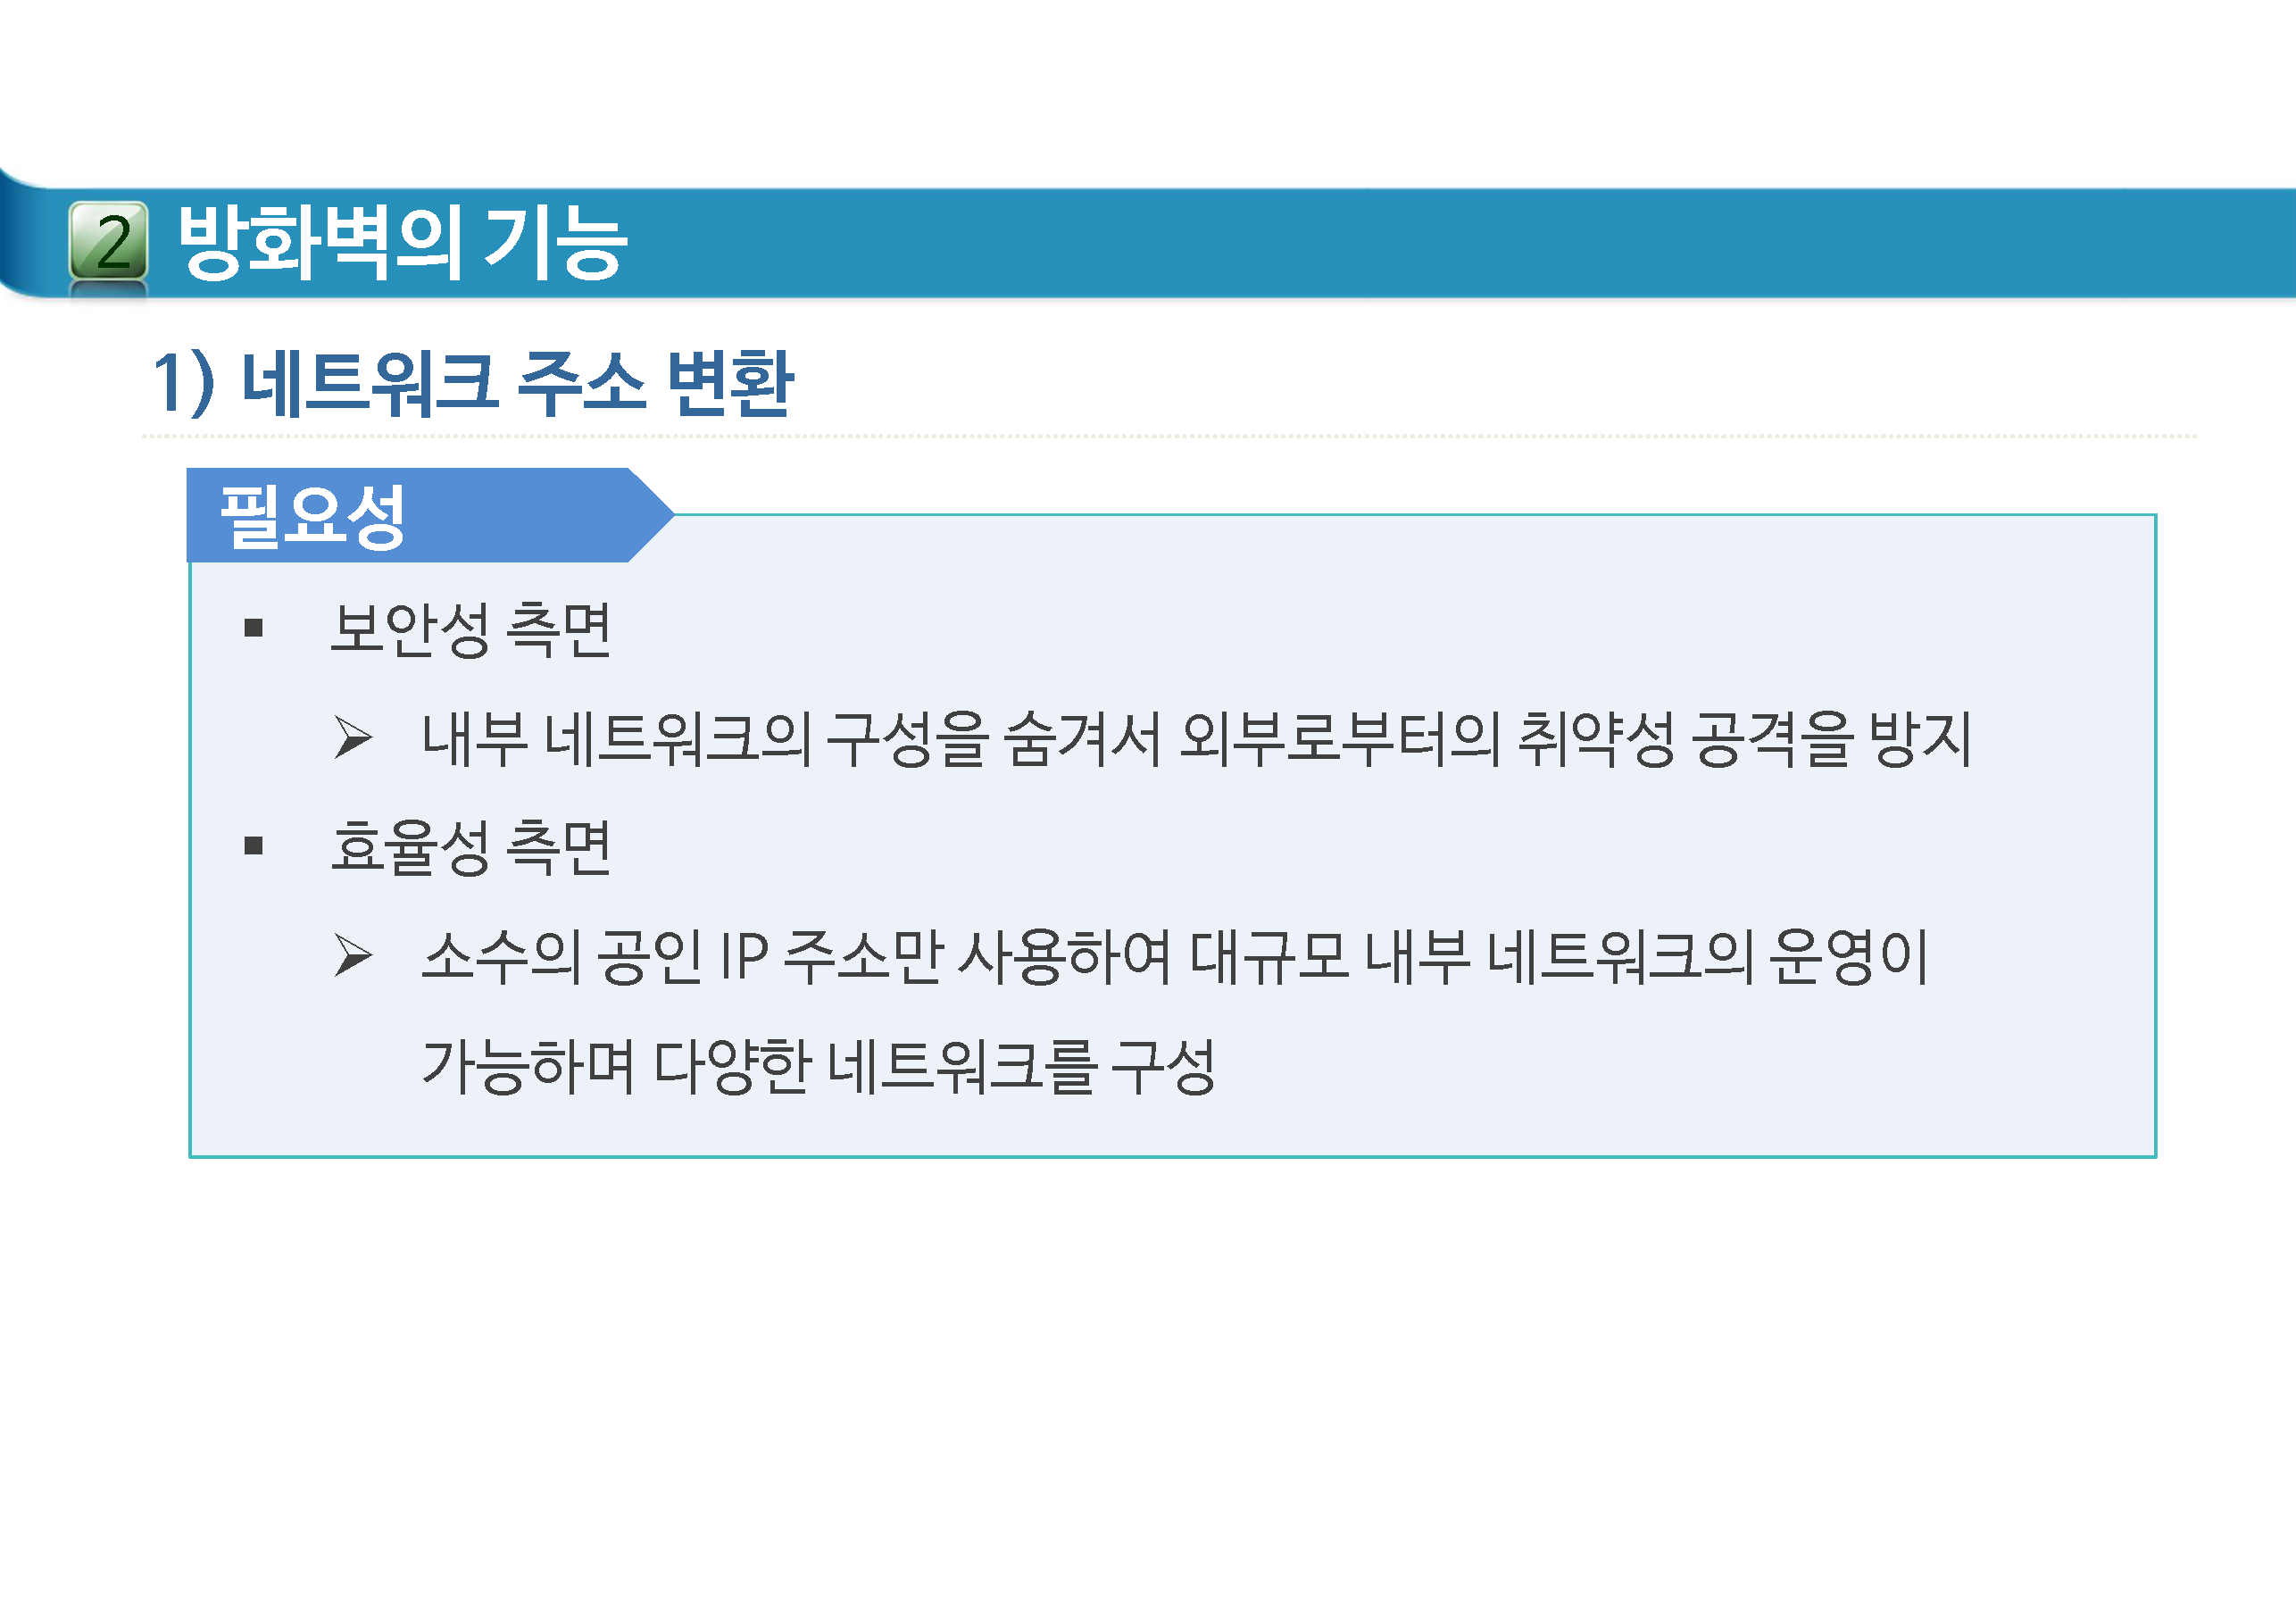 2 방화벽의 기능
1) 네트워크 주소 변환
필요성
▪ 보안성 측면
➢ 내부 네트워크의 구성을 숨겨서 외부로부터의 취약성 공격을 방지
▪ 효율성 측면
➢ 소수의 공인 IP 주소만 사용하여 대규모 내부 네트워크의 운영이
가능하며 다양한 네트워크를 구성